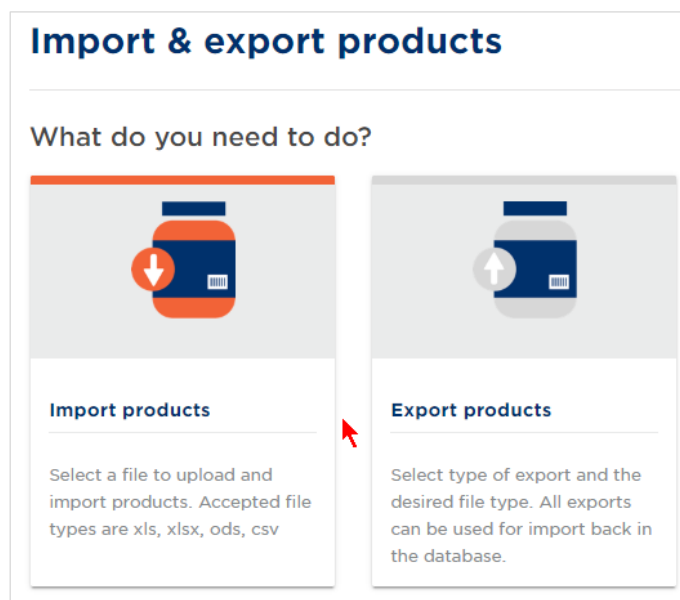 Import & export products
What do you need to do?
Import products
Select a file to upload and
import products. Accepted file
types are xls, xlsx, ods, csv
Export products
Select type of export and the
desired file type. All exports
can be used for import back in
the database.